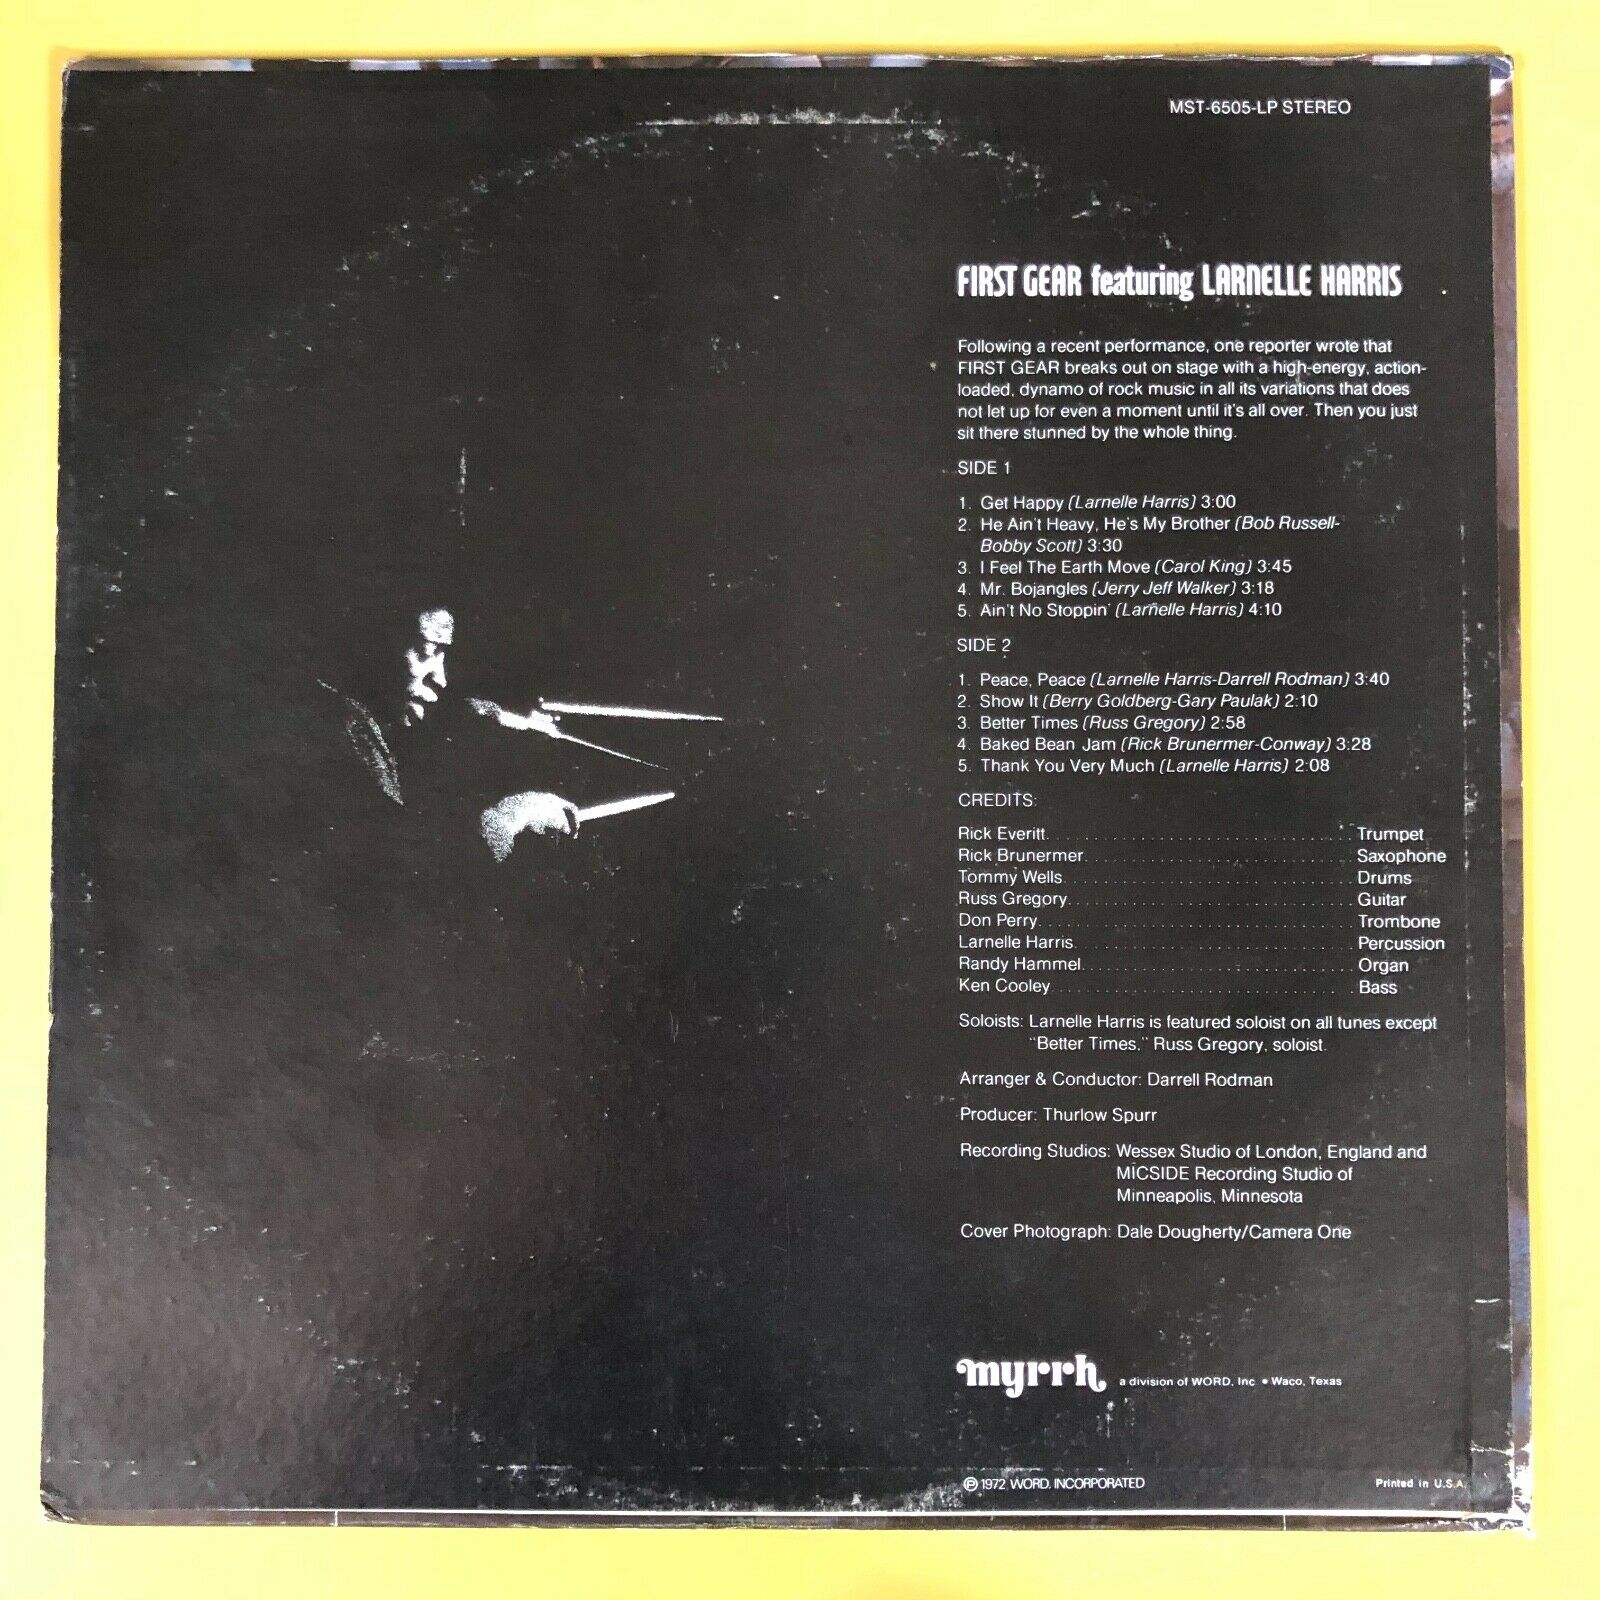 MST-6505-LP STEREO
FIRST GEAR featuring LARNELLE HARRIS
Following a recent performance, one reporter wrote that
FIRST GEAR breaks out on stage with a high-energy, action-
loaded, dynamo of rock music in all its variations that does
not let up for even a moment until it's all over. Then you just
sit there stunned by the whole thing.
SIDE 1
1. Get Happy (Larnelle Harris) 3:00
2. He Ain't Heavy, He's My Brother (Bob Russell-
Bobby Scott) 3:30
3. I Feel The Earth Move (Carol King) 3:45
4. Mr. Bojangles (Jerry Jeff Walker) 3:18
5. Ain't No Stoppin' (Larnelle Harris) 4:10
SIDE 2
1. Peace, Peace (Larnelle Harris-Darrell Rodman) 3:40
2. Show It (Berry Goldberg-Gary Paulak) 2:10
3. Better Times (Russ Gregory) 2:58
4. Baked Bean Jam (Rick Brunermer-Conway) 3:28
5. Thank You Very Much (Larnelle Harris) 2:08
CREDITS:
Rick Everitt Trumpet
Rick Brunermer Saxophone
Tommy Wells Drums
Russ Gregory Guitar
Don Perry Trombone
Larnelle Harris Percussion
Randy Hammel Organ
Ken Cooley Bass
Soloists: Larnelle Harris is featured soloist on all tunes except
"Better Times," Russ Gregory, soloist.
Arranger & Conductor: Darrell Rodman
Producer: Thurlow Spurr
Recording Studios: Wessex Studio of London, England and
MICSIDE Recording Studio of
Minneapolis, Minnesota
Cover Photograph: Dale Dougherty/Camera One
myrrh a division of WORD, Inc • Waco, Texas
℗ 1972 WORD, INCORPORATED
Printed in U.S.A.